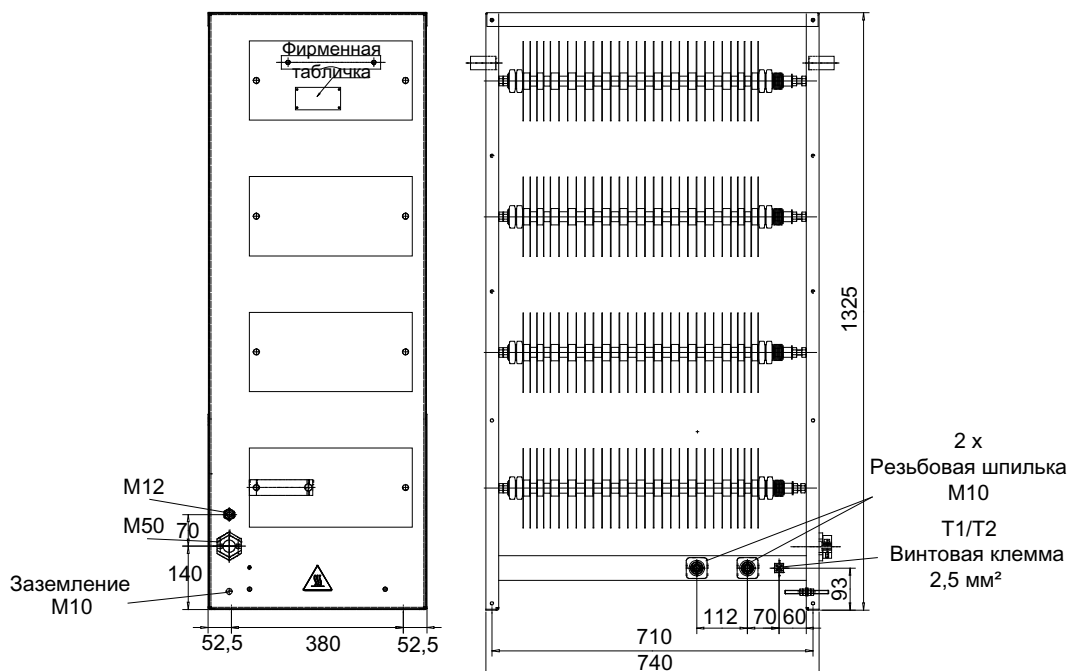 Фирменная
табличка
M12
M50
70
140
Заземление
M10
52,5
380
52,5
1325
2 x
Резьбовая шпилька
M10
T1/T2
Винтовая клемма
2,5 мм²
93
112
70
60
710
740